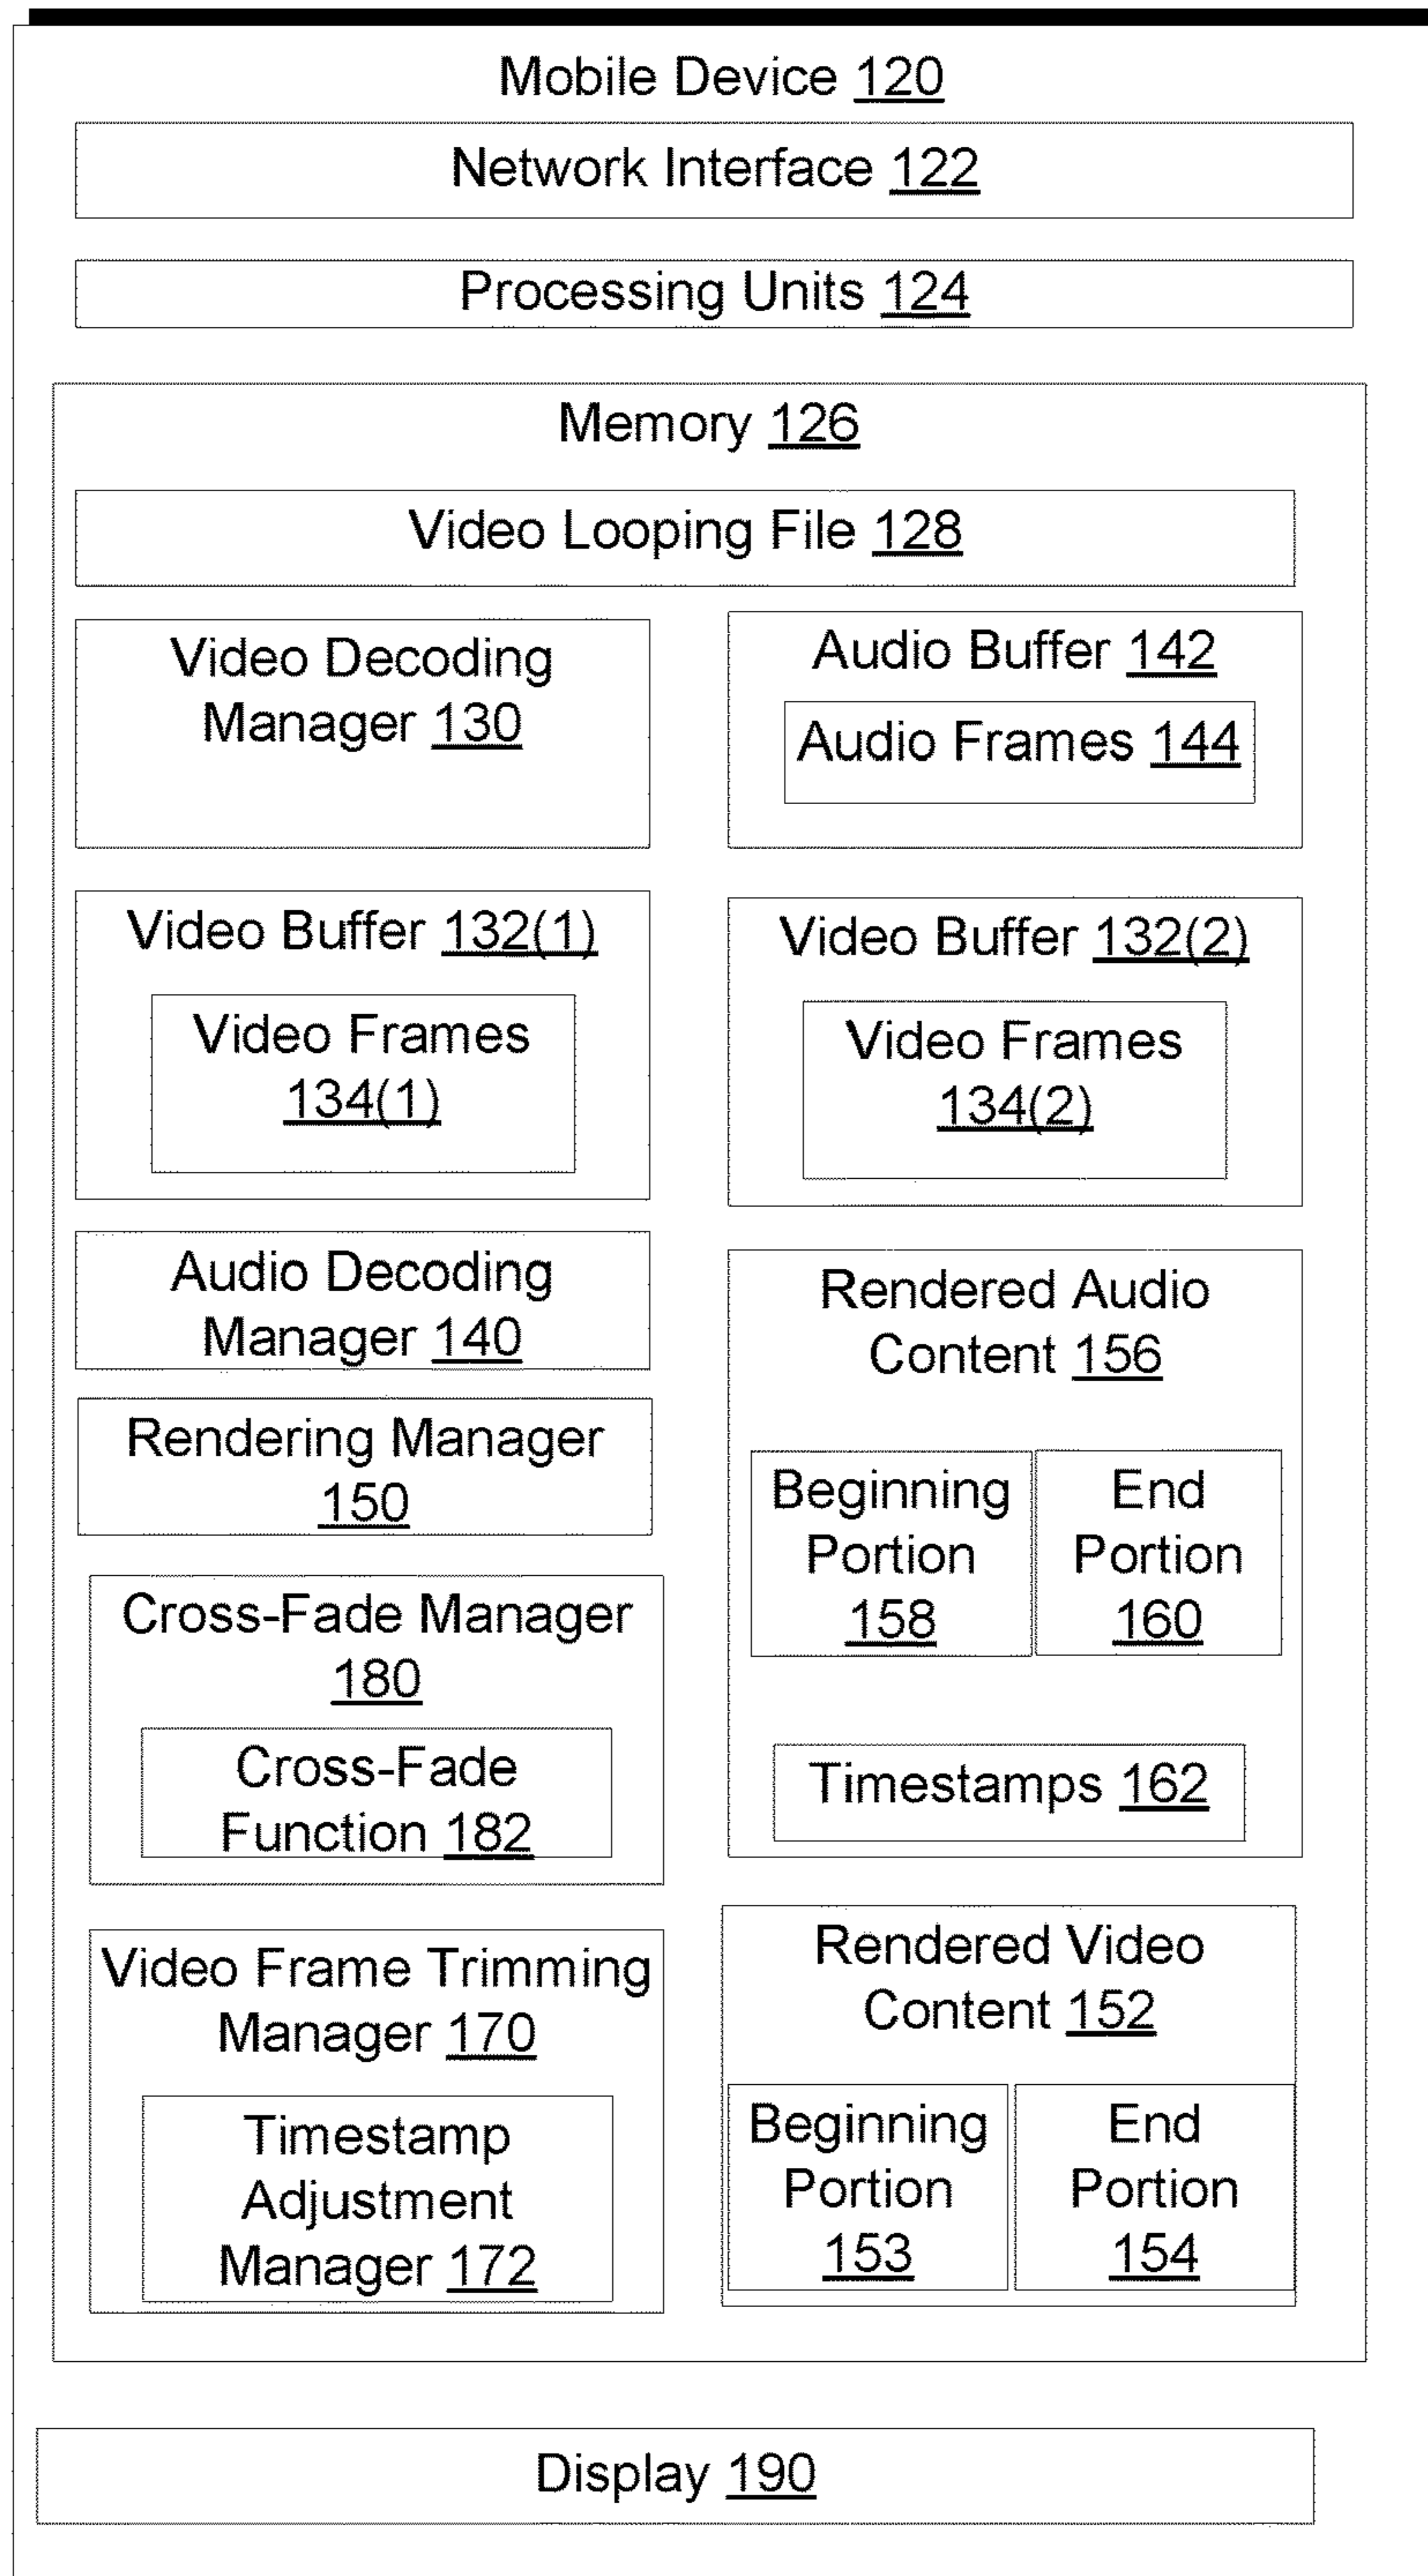 Mobile Device 120
Network Interface 122
Processing Units 124
Memory 126
Video Looping File 128
Video Decoding
Manager 130
Audio Buffer 142
Audio Frames 144
Video Buffer 132(1)
Video Frames
134(1)
Video Buffer 132(2)
Video Frames
134(2)
Audio Decoding
Manager 140
Rendering Manager
150
Cross-Fade Manager
180
Cross-Fade
Function 182
Video Frame Trimming
Manager 170
Timestamp
Adjustment
Manager 172
Rendered Audio
Content 156
Beginning
Portion
158
End
Portion
160
Timestamps 162
Rendered Video
Content 152
Beginning
Portion
153
End
Portion
154
Display 190